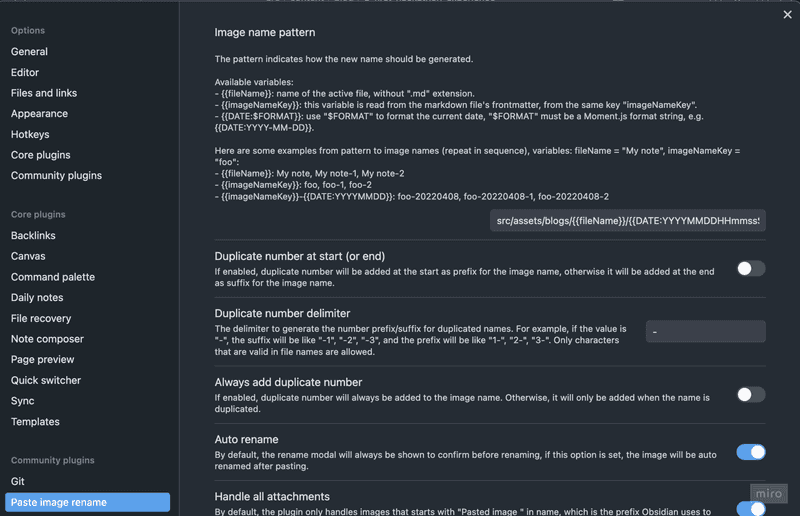 Options
General
Editor
Files and links
Appearance
Hotkeys
Core plugins
Community plugins
Core plugins
Backlinks
Canvas
Command palette
Daily notes
File recovery
Note composer
Page preview
Quick switcher
Sync
Templates
Community plugins
Git
Paste image rename
Image name pattern
The pattern indicates how the new name should be generated.
Available variables:
- {{fileName}}: name of the active file, without ".md" extension.
- {{imageNameKey}}: this variable is read from the markdown file's frontmatter, from the same key "imageNameKey".
- {{DATE:$FORMAT}}: use "$FORMAT" to format the current date, "$FORMAT" must be a Moment.js format string, e.g.
{{DATE:YYYY-MM-DD}}.
Here are some examples from pattern to image names (repeat in sequence), variables: fileName = "My note", imageNameKey =
"foo":
- {{fileName}}: My note, My note-1, My note-2
- {{imageNameKey}}: foo, foo-1, foo-2
- {{imageNameKey}}-{{DATE:YYYYMMDD}}: foo-20220408, foo-20220408-1, foo-20220408-2
src/assets/blogs/{{fileName}}/{{DATE:YYYYMMDDHHmmss
Duplicate number at start (or end)
If enabled, duplicate number will be added at the start as prefix for the image name, otherwise it will be added at the end
as suffix for the image name.
Duplicate number delimiter
The delimiter to generate the number prefix/suffix for duplicated names. For example, if the value is
"-", the suffix will be like "-1", "-2", "-3", and the prefix will be like "1-", "2-", "3-". Only characters
that are valid in file names are allowed.
-
Always add duplicate number
If enabled, duplicate number will always be added to the image name. Otherwise, it will only be added when the name is
duplicated.
Auto rename
By default, the rename modal will always be shown to confirm before renaming, if this option is set, the image will be auto
renamed after pasting.
Handle all attachments
By default, the plugin only handles images that starts with "Pasted image " in name, which is the prefix Obsidian uses to
miro